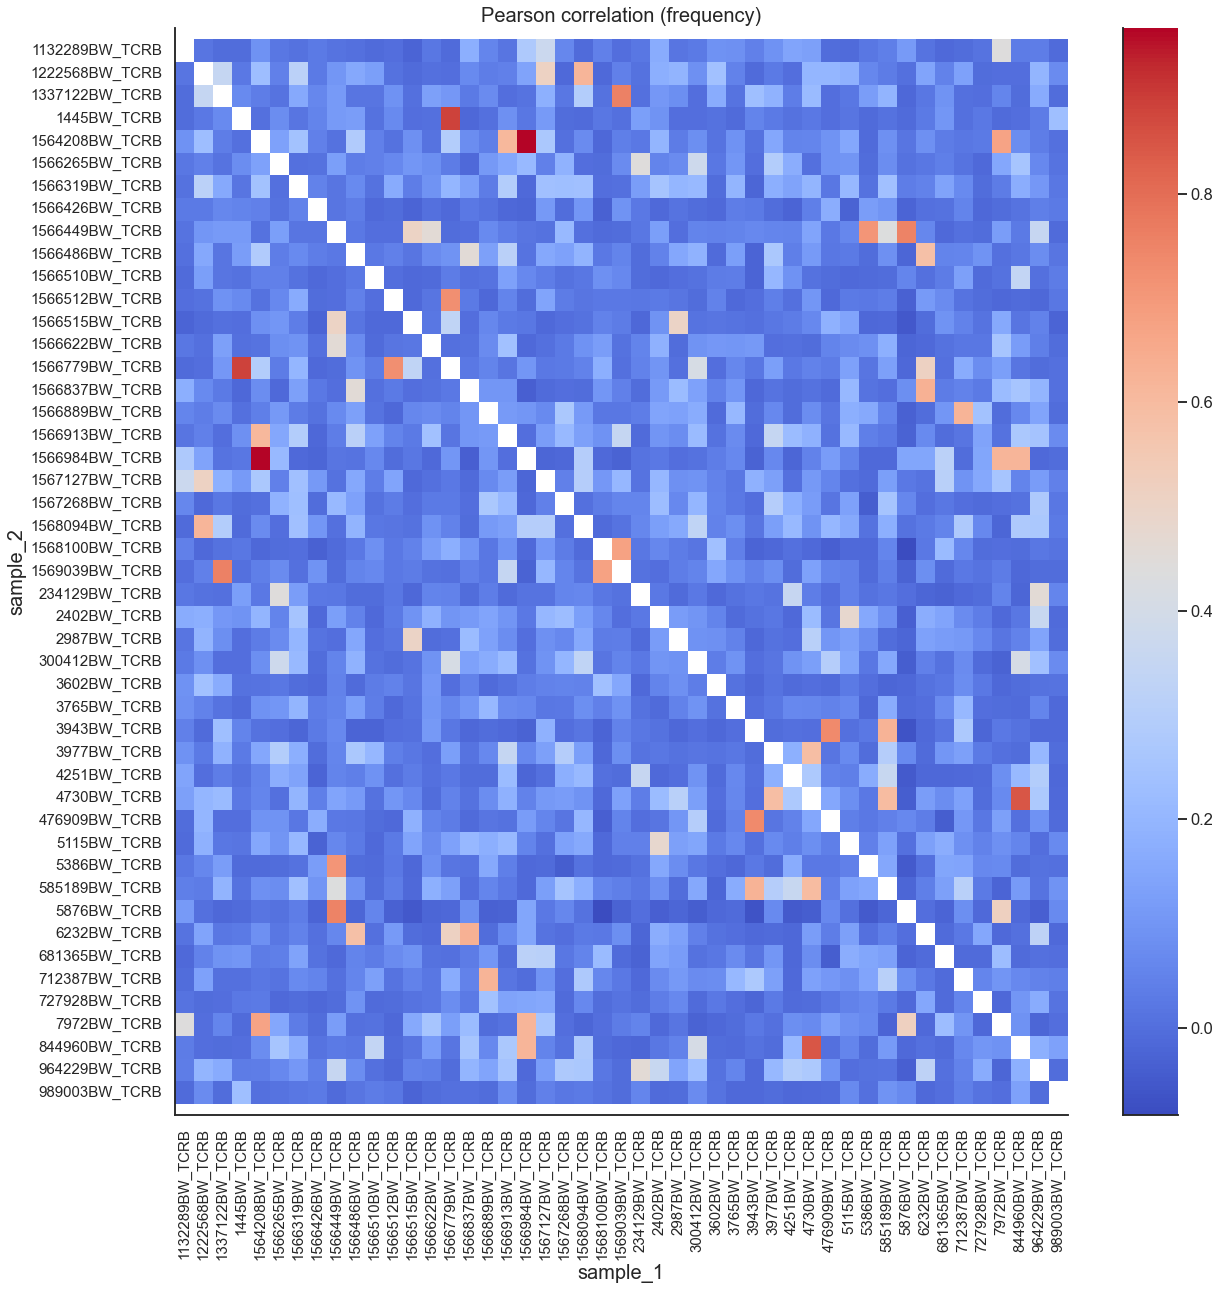 Pearson correlation (frequency)
1132289BW_TCRB
1222568BW_TCRB
1337122BW_TCRB
1445BW_TCRB
1564208BW_TCRB
1566265BW_TCRB
1566319BW_TCRB
1566426BW_TCRB
1566449BW_TCRB
1566486BW_TCRB
1566510BW_TCRB
1566512BW_TCRB
1566515BW_TCRB
1566622BW_TCRB
1566779BW_TCRB
1566837BW_TCRB
1566889BW_TCRB
1566913BW_TCRB
1566984BW_TCRB
1567127BW_TCRB
1567268BW_TCRB
1568094BW_TCRB
1568100BW_TCRB
1569039BW_TCRB
234129BW_TCRB
2402BW_TCRB
2987BW_TCRB
300412BW_TCRB
3602BW_TCRB
3765BW_TCRB
3943BW_TCRB
3977BW_TCRB
4251BW_TCRB
4730BW_TCRB
476909BW_TCRB
5115BW_TCRB
5386BW_TCRB
585189BW_TCRB
5876BW_TCRB
6232BW_TCRB
681365BW_TCRB
712387BW_TCRB
727928BW_TCRB
7972BW_TCRB
844960BW_TCRB
964229BW_TCRB
989003BW_TCRB
sample_2
1132289BW_TCRB
1222568BW_TCRB
1337122BW_TCRB
1445BW_TCRB
1564208BW_TCRB
1566265BW_TCRB
1566319BW_TCRB
1566426BW_TCRB
1566449BW_TCRB
1566486BW_TCRB
1566510BW_TCRB
1566512BW_TCRB
1566515BW_TCRB
1566622BW_TCRB
1566779BW_TCRB
1566837BW_TCRB
1566889BW_TCRB
1566913BW_TCRB
1566984BW_TCRB
1567127BW_TCRB
1567268BW_TCRB
1568094BW_TCRB
1568100BW_TCRB
1569039BW_TCRB
234129BW_TCRB
2402BW_TCRB
2987BW_TCRB
300412BW_TCRB
3602BW_TCRB
3765BW_TCRB
3943BW_TCRB
3977BW_TCRB
4251BW_TCRB
4730BW_TCRB
476909BW_TCRB
5115BW_TCRB
5386BW_TCRB
585189BW_TCRB
5876BW_TCRB
6232BW_TCRB
681365BW_TCRB
712387BW_TCRB
727928BW_TCRB
7972BW_TCRB
844960BW_TCRB
964229BW_TCRB
989003BW_TCRB
sample_1
0.8
0.6
0.4
0.2
0.0